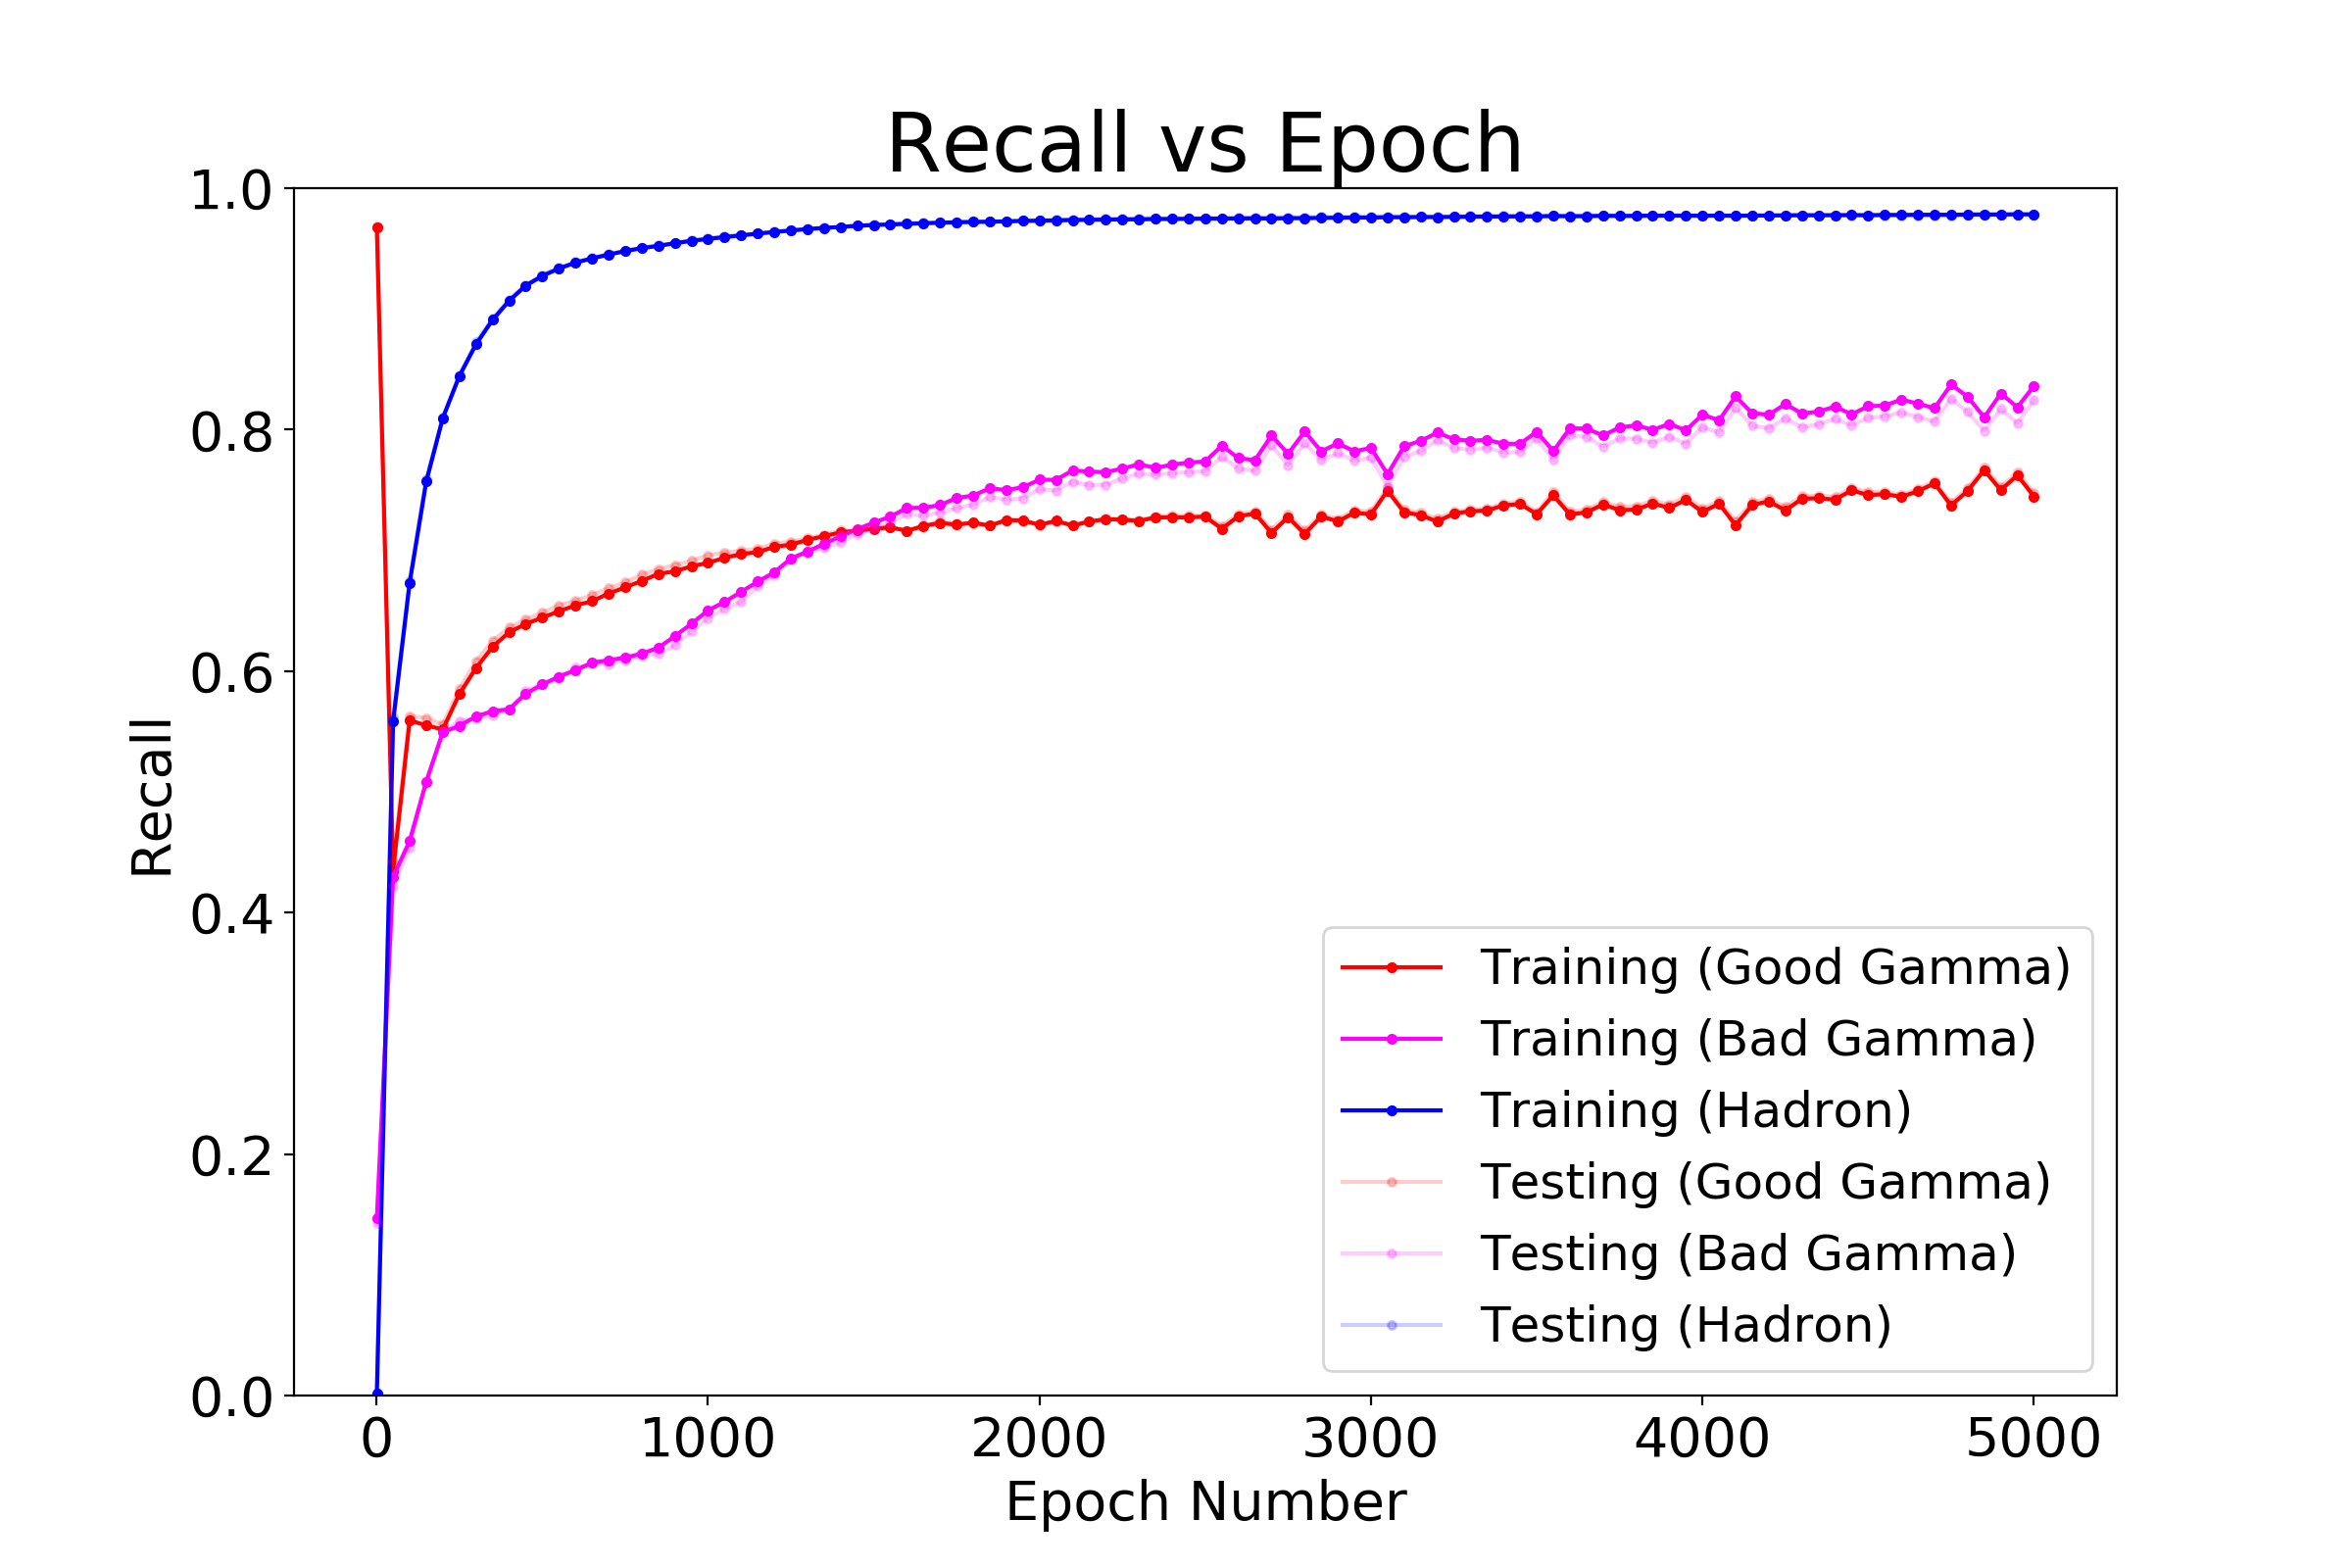 Recall vs Epoch
1.0
0.8
0.6
0.4
0.2
0.0
Recall
Training (Good Gamma)
Training (Bad Gamma)
Training (Hadron)
Testing (Good Gamma)
Testing (Bad Gamma)
Testing (Hadron)
0 1000 2000 3000 4000 5000
Epoch Number